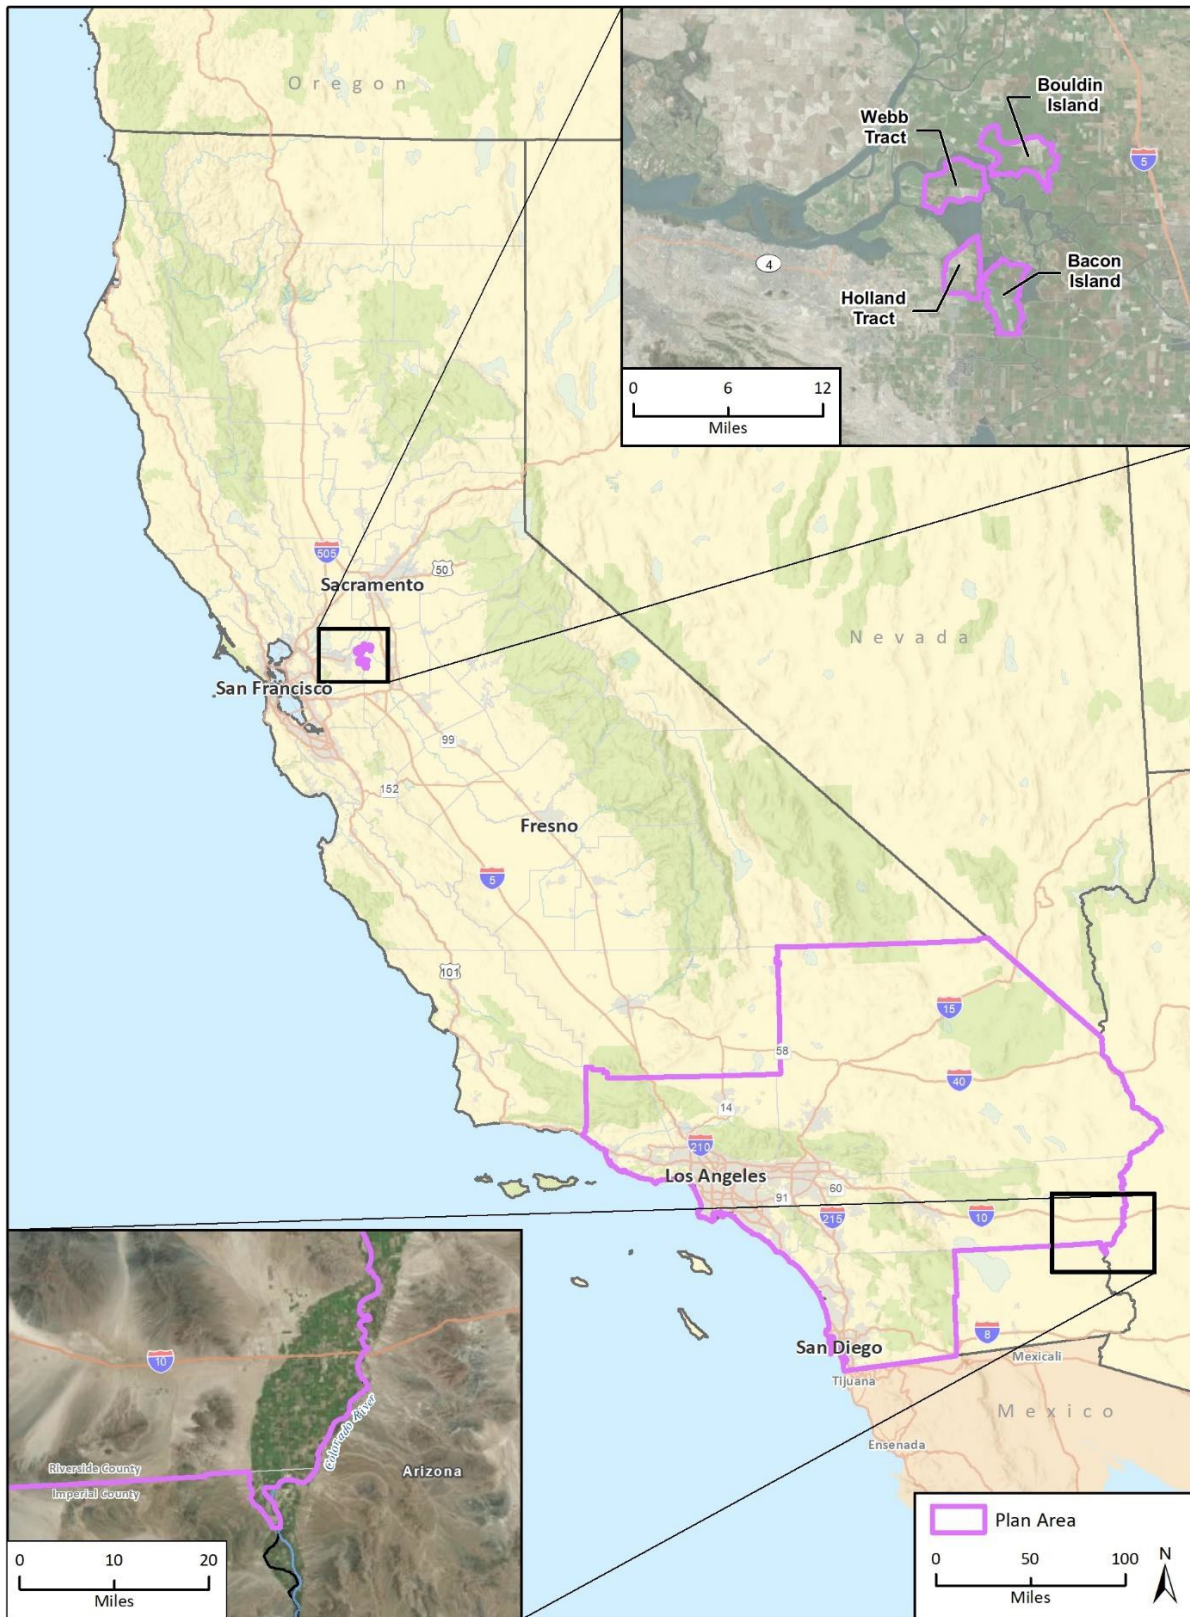 Oregon
Bouldin
Island
Webb
Tract
5
4
Holland
Tract
Bacon
Island
0 6 12
Miles
505
50
Sacramento
Nevada
San Francisco
99
152
Fresno
5
101
15
58
40
14
210
Los Angeles
91
60
215
10
8
San Diego
Mexicali
Tijuana
Mexico
Ensenada
10
Colorado River
Riverside County
Imperial County
Arizona
0 10 20
Miles
Plan Area
0 50 100
Miles
N